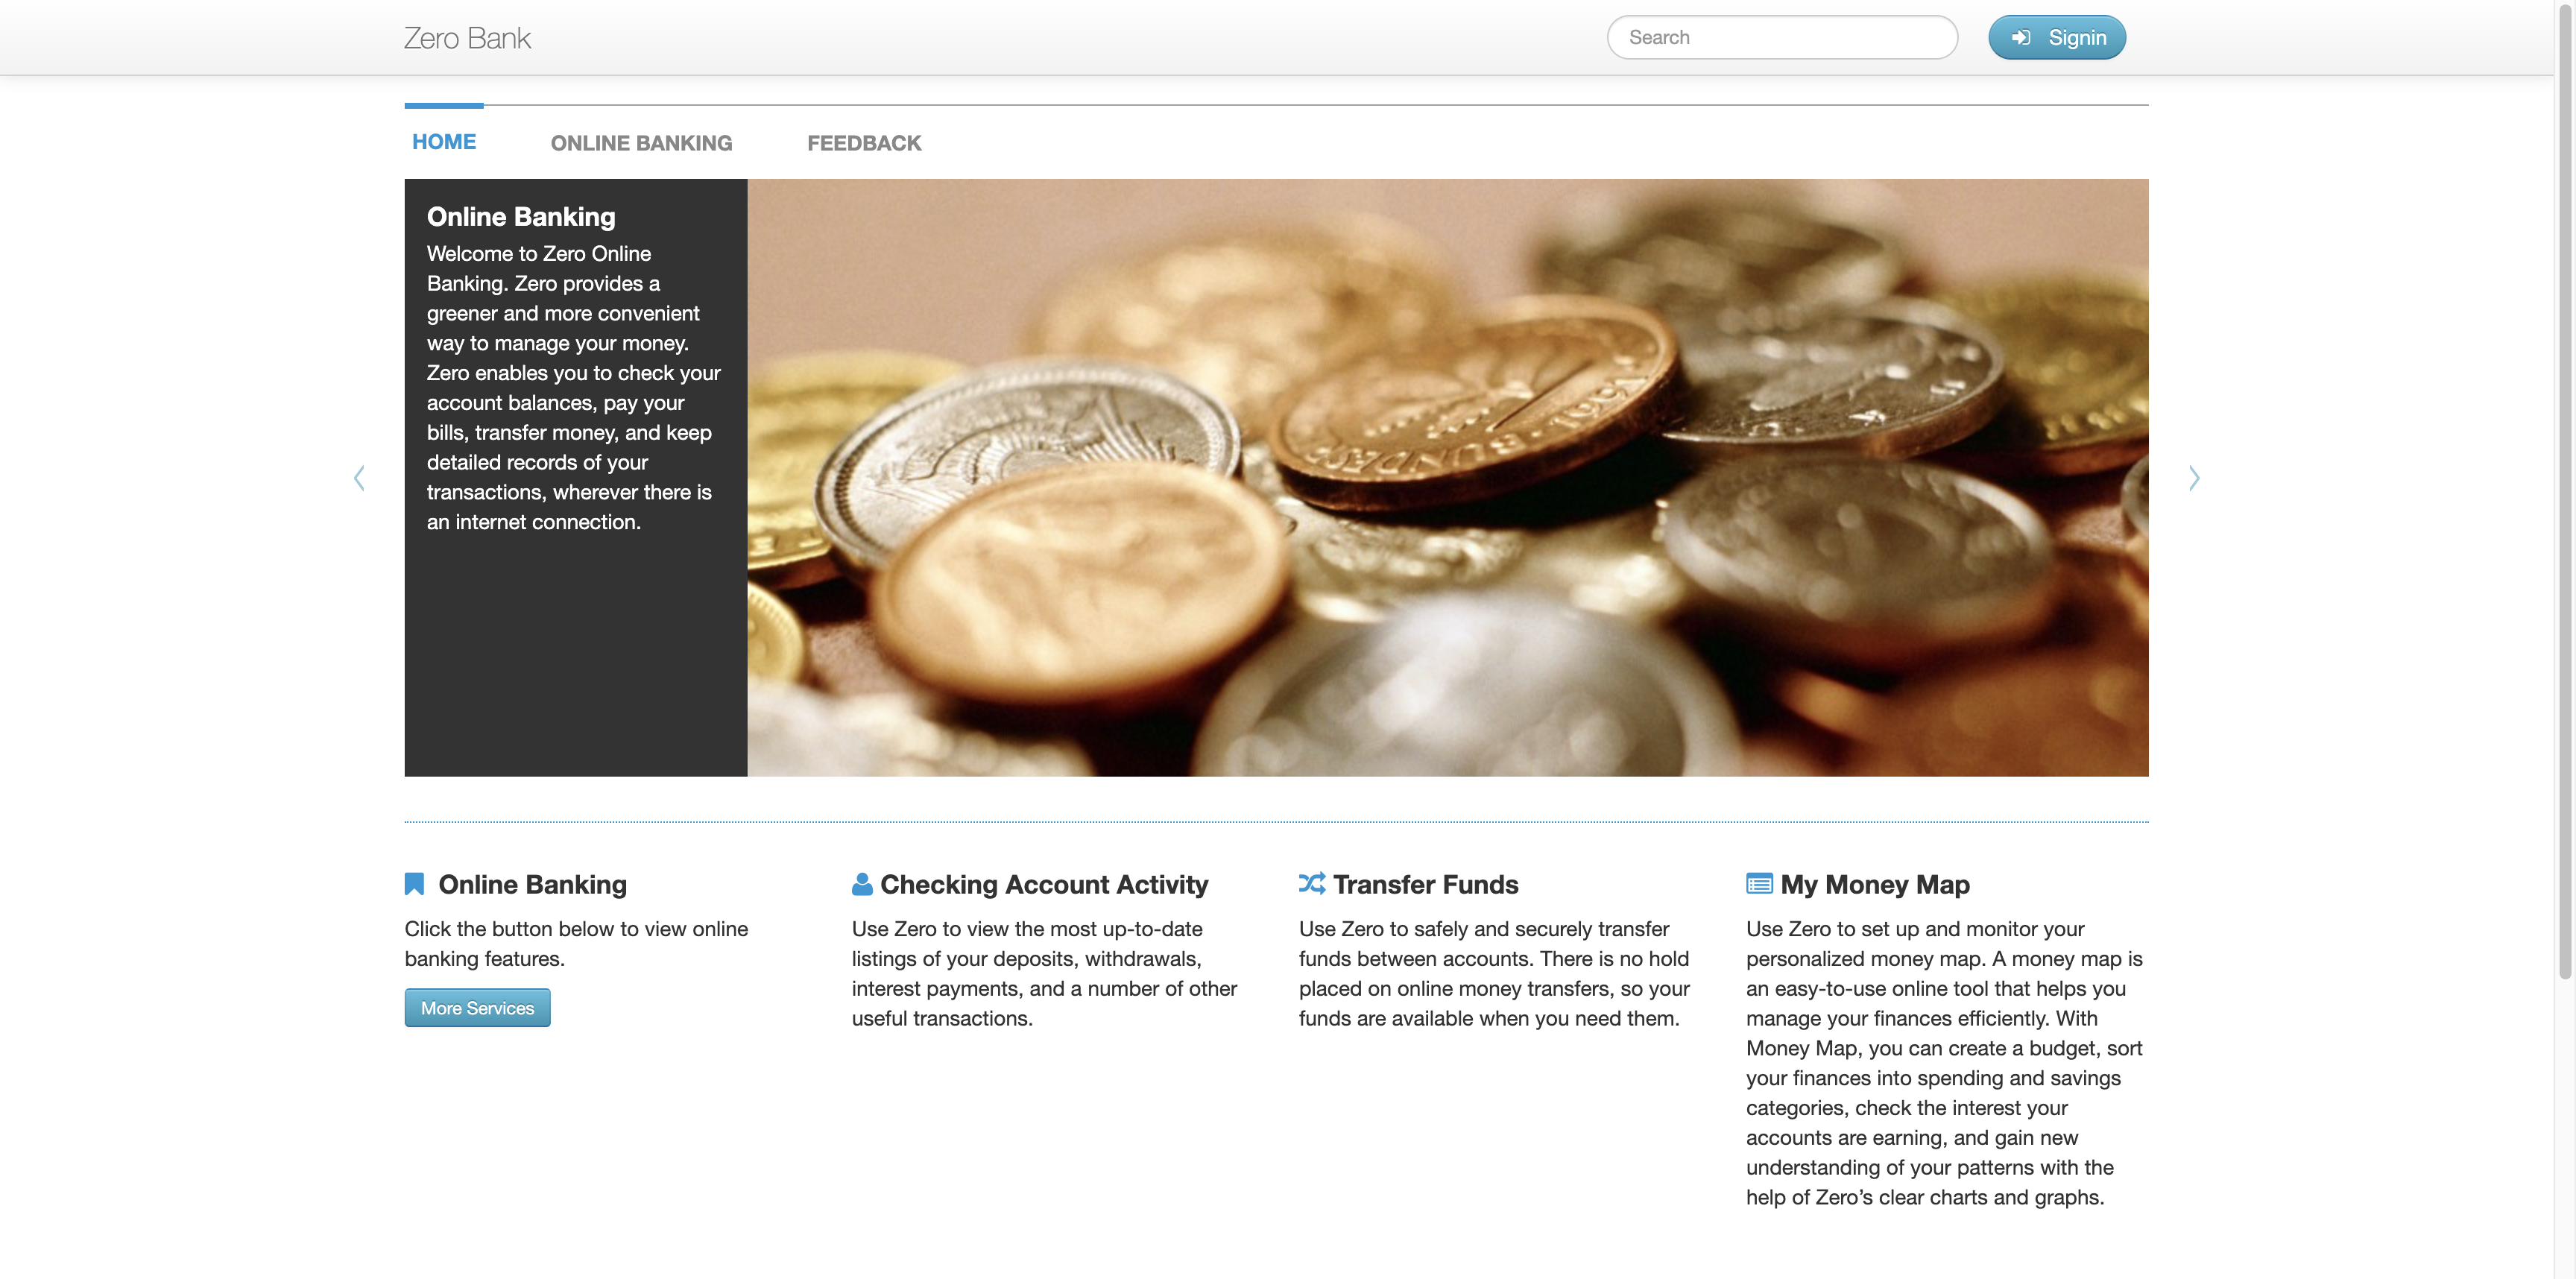 Zero Bank
Search
Signin
HOME
ONLINE BANKING
FEEDBACK
Online Banking
Welcome to Zero Online
Banking. Zero provides a
greener and more convenient
way to manage your money.
Zero enables you to check your
account balances, pay your
bills, transfer money, and keep
detailed records of your
transactions, wherever there is
an internet connection.
Online Banking
Click the button below to view online
banking features.
More Services
Checking Account Activity
Use Zero to view the most up-to-date
listings of your deposits, withdrawals,
interest payments, and a number of other
useful transactions.
Transfer Funds
Use Zero to safely and securely transfer
funds between accounts. There is no hold
placed on online money transfers, so your
funds are available when you need them.
My Money Map
Use Zero to set up and monitor your
personalized money map. A money map is
an easy-to-use online tool that helps you
manage your finances efficiently. With
Money Map, you can create a budget, sort
your finances into spending and savings
categories, check the interest your
accounts are earning, and gain new
understanding of your patterns with the
help of Zero’s clear charts and graphs.